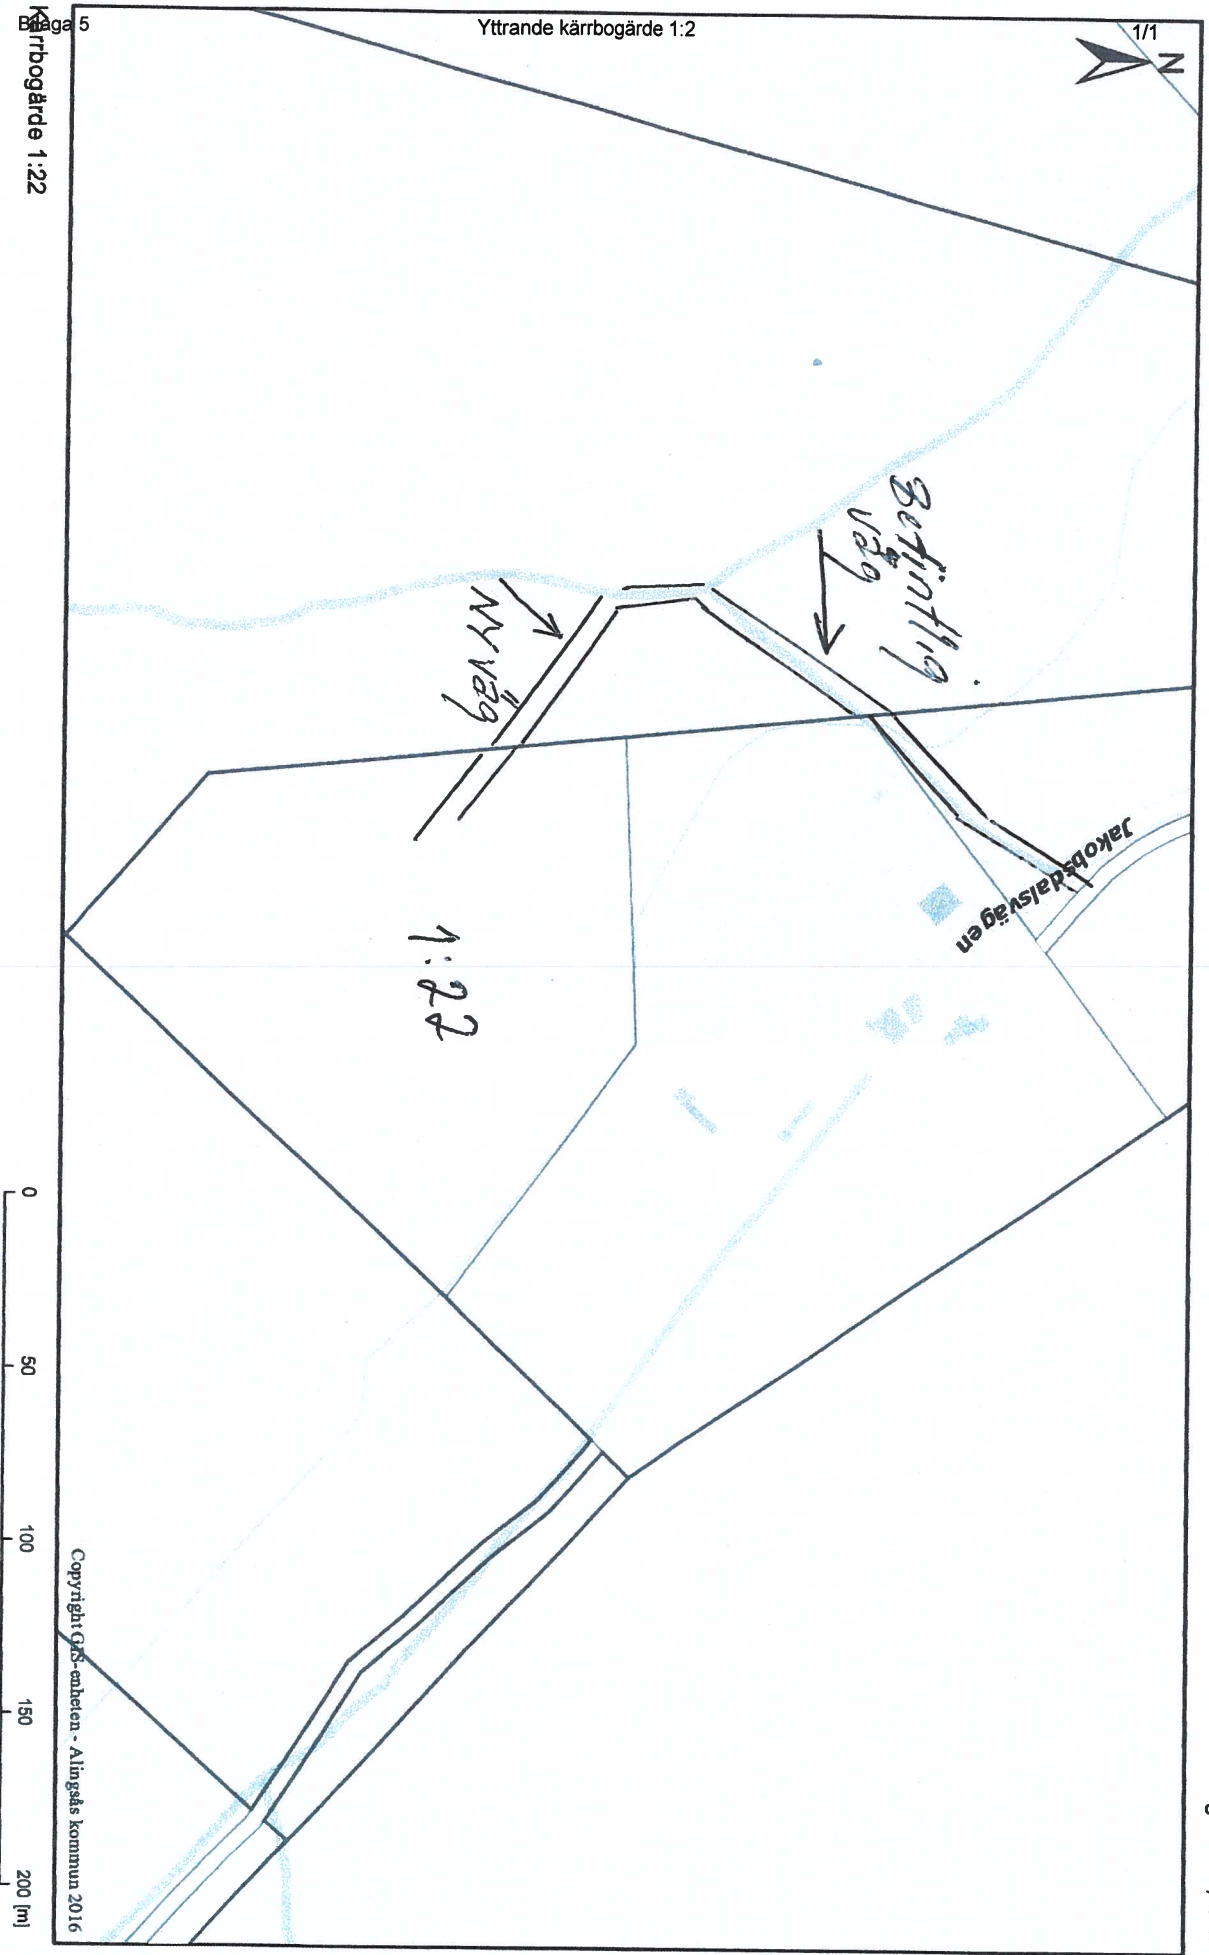 Bilaga 5
Yttrande kärrbogärde 1:2
1/1
Kärrbogärde 1:22
N
Befintlig
väg
Ny väg
Jakobsdalsvägen
1:22
0 50 100 150 200 [m]
Copyright GIS-enheten - Alingsås kommun 2016